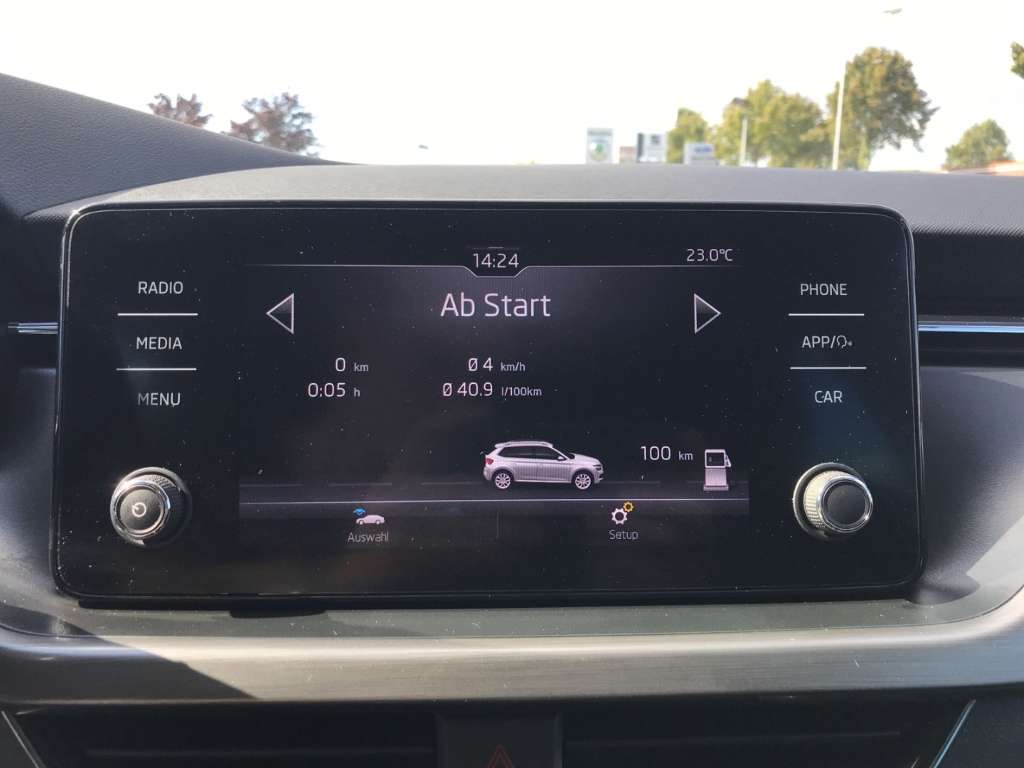 14:24
23.0°C
RADIO
MEDIA
MENU
Ab Start
0 km
Ø 4 km/h
0:05 h
Ø 40.9 l/100km
100 km
Auswahl
Setup
PHONE
APP/
CAR